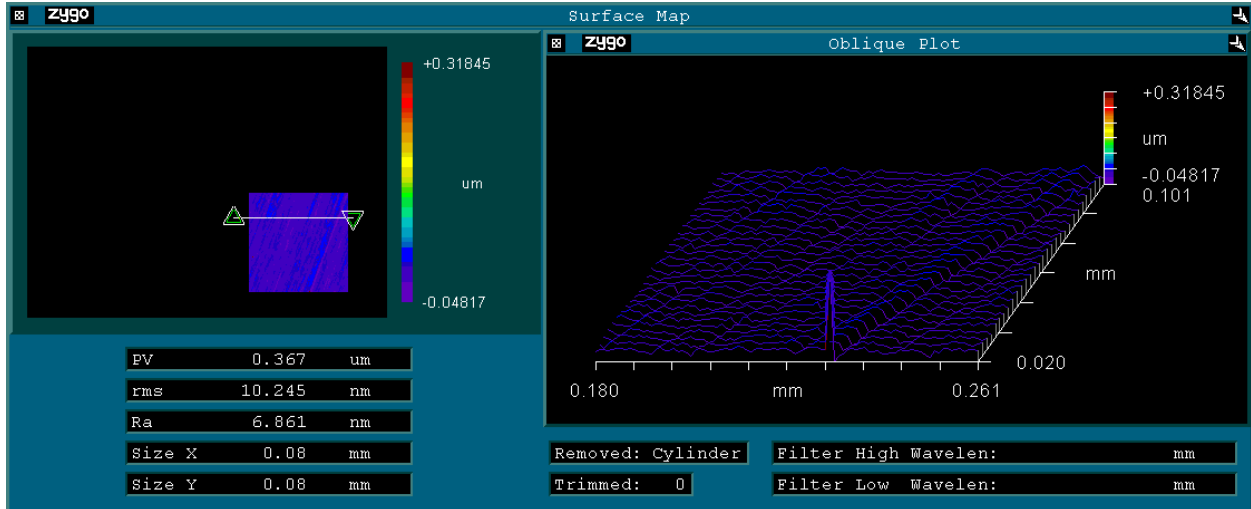 zygo Surface Map
+0.31845
um
-0.04817
zygo Oblique Plot
+0.31845
um
-0.04817
0.101
mm
0.020
0.180 mm 0.261
PV 0.367 um
rms 10.245 nm
Ra 6.861 nm
Size X 0.08 mm
Size Y 0.08 mm
Removed: Cylinder
Trimmed: 0
Filter High Wavelen: mm
Filter Low Wavelen: mm